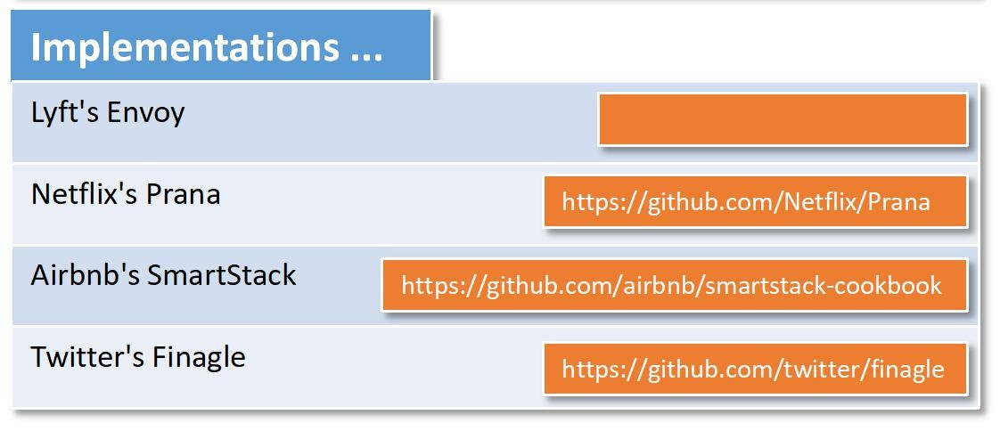 Implementations ...
Lyft's Envoy
Netflix's Prana
https://github.com/Netflix/Prana
Airbnb's SmartStack
https://github.com/airbnb/smartstack-cookbook
Twitter's Finagle
https://github.com/twitter/finagle